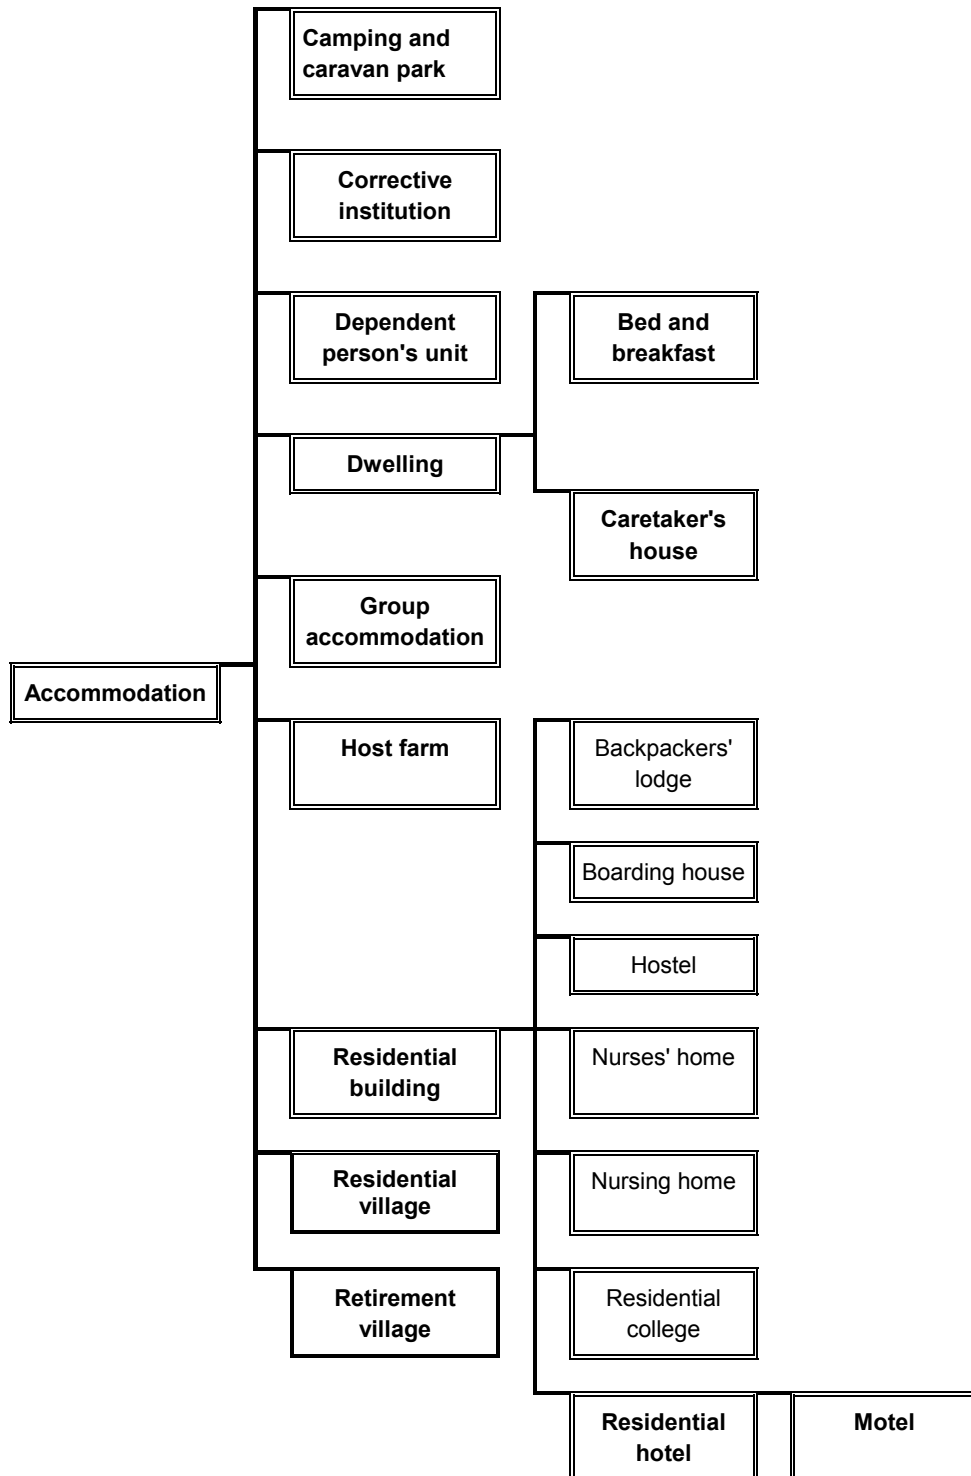 Camping and
caravan park
Corrective
institution
Dependent
person's unit
Bed and
breakfast
Dwelling
Caretaker's
house
Group
accommodation
Accommodation
Host farm
Backpackers'
lodge
Boarding house
Hostel
Residential
building
Nurses' home
Residential
village
Nursing home
Retirement
village
Residential
college
Residential
hotel
Motel